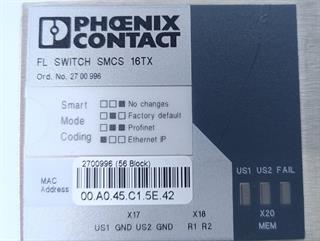 PHOENIX
CONTACT
FL SWITCH SMCS 16TX
Ord. No. 27 00 996
Smart
Mode
Coding
No changes
Factory default
Profinet
Ethernet IP
2700996 (56 Block)
MAC
Address
00.A0.45.C1.5E.42
US1 US2 FAIL
X17
US1 GND US2 GND
X18
R1 R2
X20
MEM.